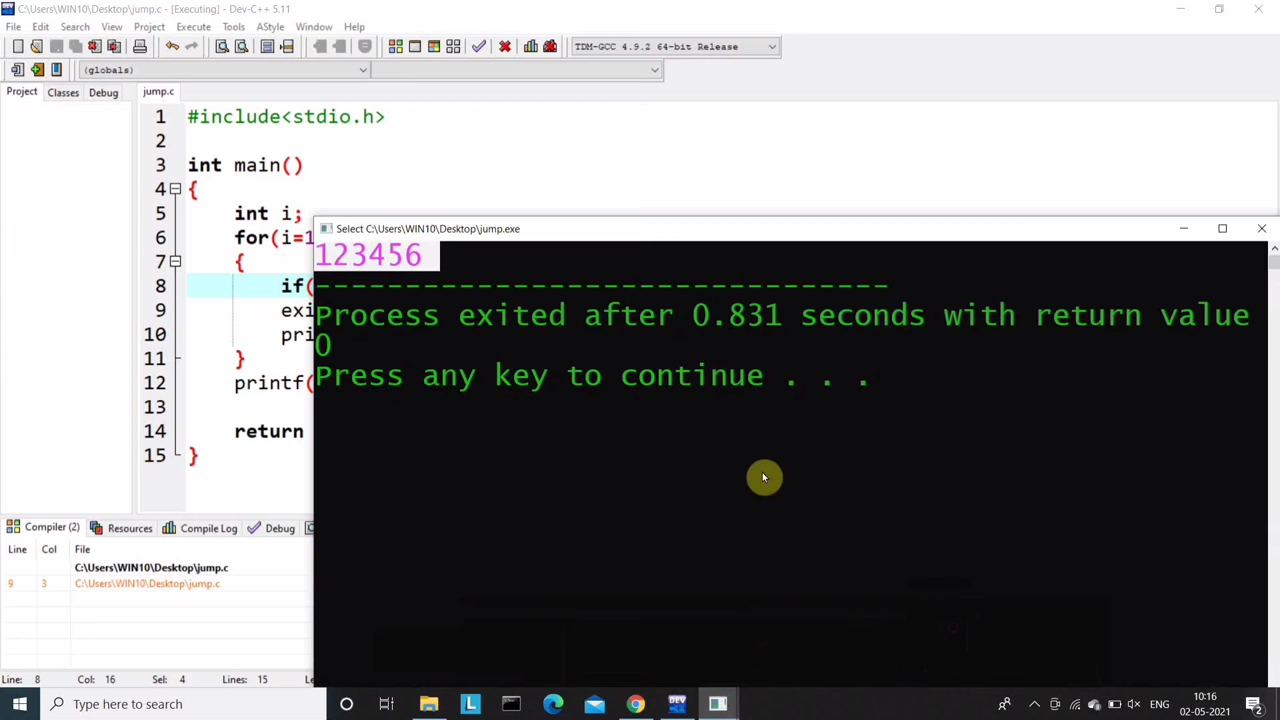 C:\Users\WIN10\Desktop\jump.c - [Executing] - Dev-C++ 5.11
File Edit Search View Project Execute Tools AStyle Window Help
TDM-GCC 4.9.2 64-bit Release
(globals)
Project Classes Debug
jump.c
1 #include<stdio.h>
2
3 int main()
4 {
5 int i;
6 for(i=1
7 {
8 if(
9 exi
10 pri
11 }
12 printf(
13
14 return
15 }
Select C:\Users\WIN10\Desktop\jump.exe
123456
--------------------------------
Process exited after 0.831 seconds with return value
0
Press any key to continue . . .
Compiler (2) Resources Compile Log Debug
Line Col File
C:\Users\WIN10\Desktop\jump.c
9 3 C:\Users\WIN10\Desktop\jump.c
Line: 8 Col: 16 Sel: 4 Lines: 15
Type here to search
ENG
10:16
02-05-2021
2